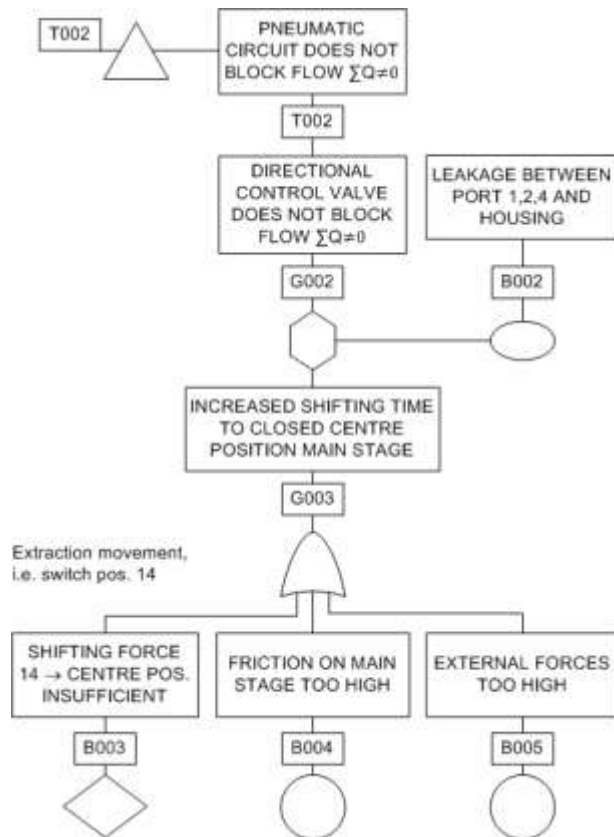 T002
PNEUMATIC
CIRCUIT DOES NOT
BLOCK FLOW ∑Q≠0
T002
DIRECTIONAL
CONTROL VALVE
DOES NOT BLOCK
FLOW ∑Q≠0
LEAKAGE BETWEEN
PORT 1,2,4 AND
HOUSING
G002
B002
INCREASED SHIFTING TIME
TO CLOSED CENTRE
POSITION MAIN STAGE
G003
Extraction movement,
i.e. switch pos. 14
SHIFTING FORCE
14 → CENTRE POS.
INSUFFICIENT
FRICTION ON MAIN
STAGE TOO HIGH
EXTERNAL FORCES
TOO HIGH
B003
B004
B005